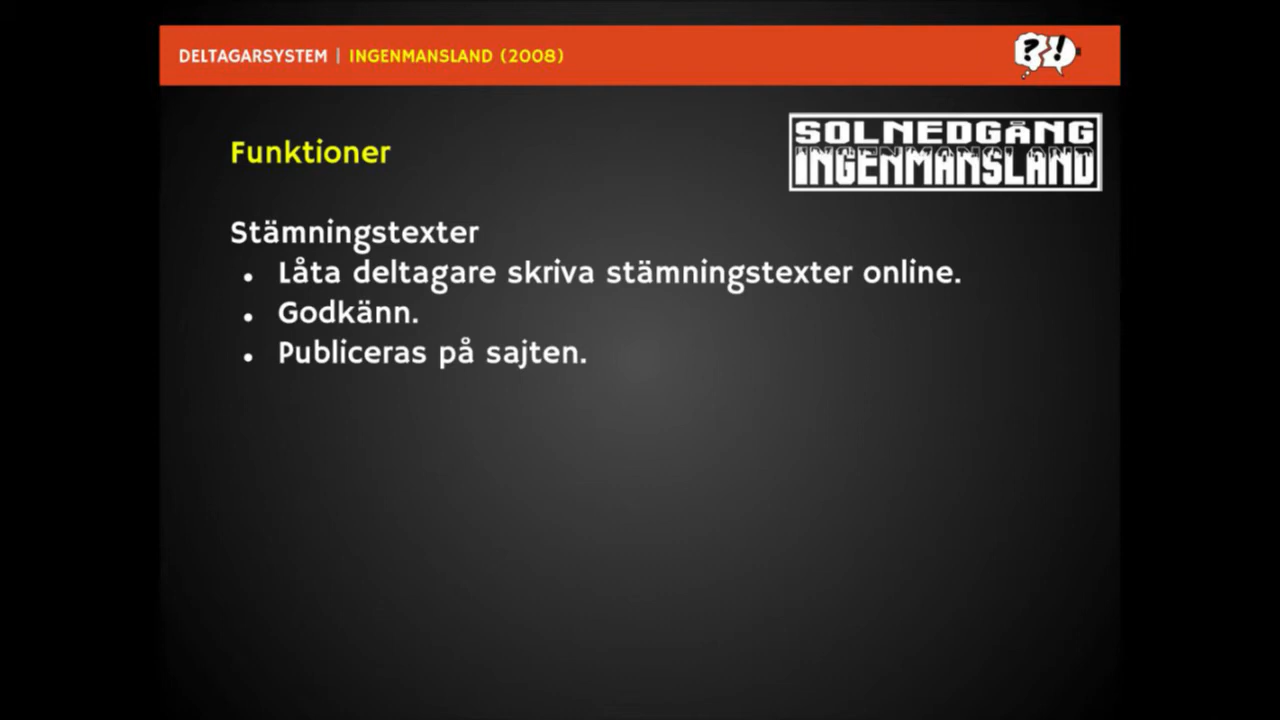 DELTAGARSYSTEM | INGENMANSLAND (2008)
?!
SOLNEDGÅNG
INGENMANSLAND
Funktioner
Stämningstexter
• Låta deltagare skriva stämningstexter online.
• Godkänn.
• Publiceras på sajten.